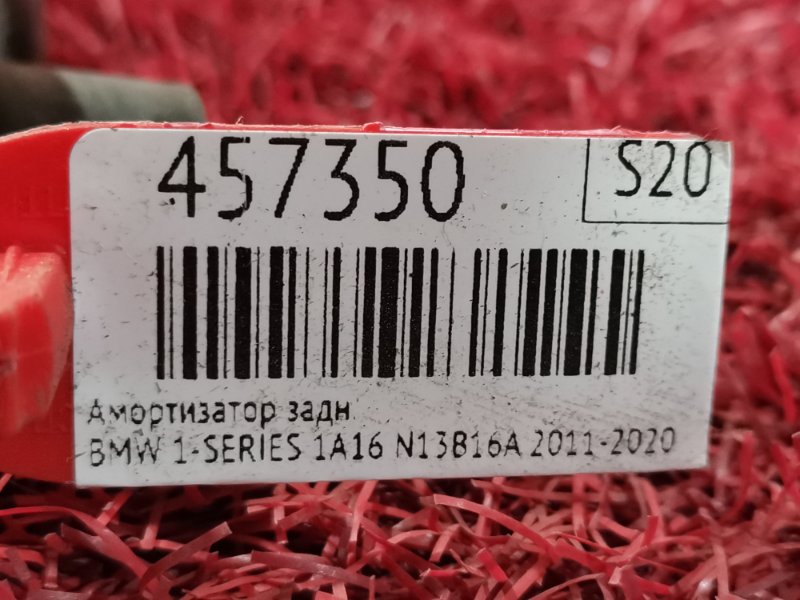 457350
S20
Амортизатор задн
BMW 1-SERIES 1A16 N13B16A 2011-2020